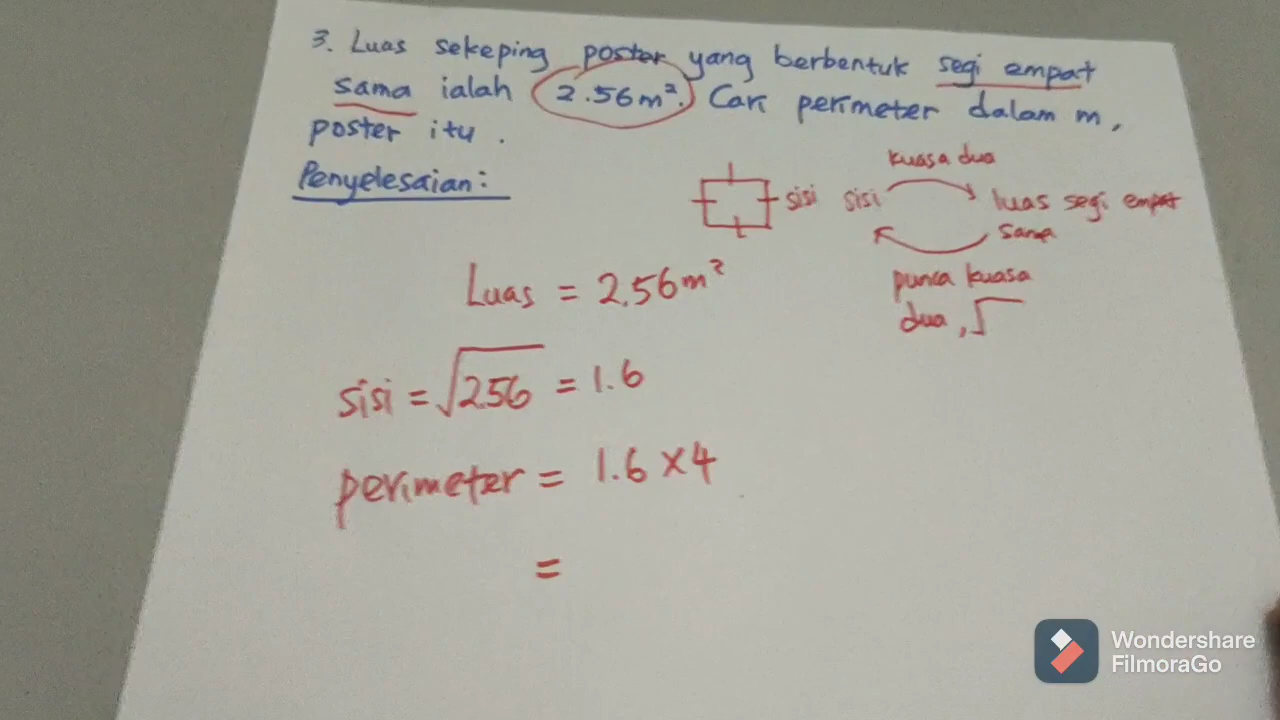 3. Luas sekeping poster yang berbentuk segi empat
sama ialah 2.56m². Cari perimeter dalam m,
poster itu.
Penyelesaian:
kuasa dua
sisi sisi luas segi empat
sama
punca kuasa
dua, √
Luas = 2.56m²
sisi = √2.56 = 1.6
perimeter = 1.6 × 4
=
Wondershare
FilmoraGo